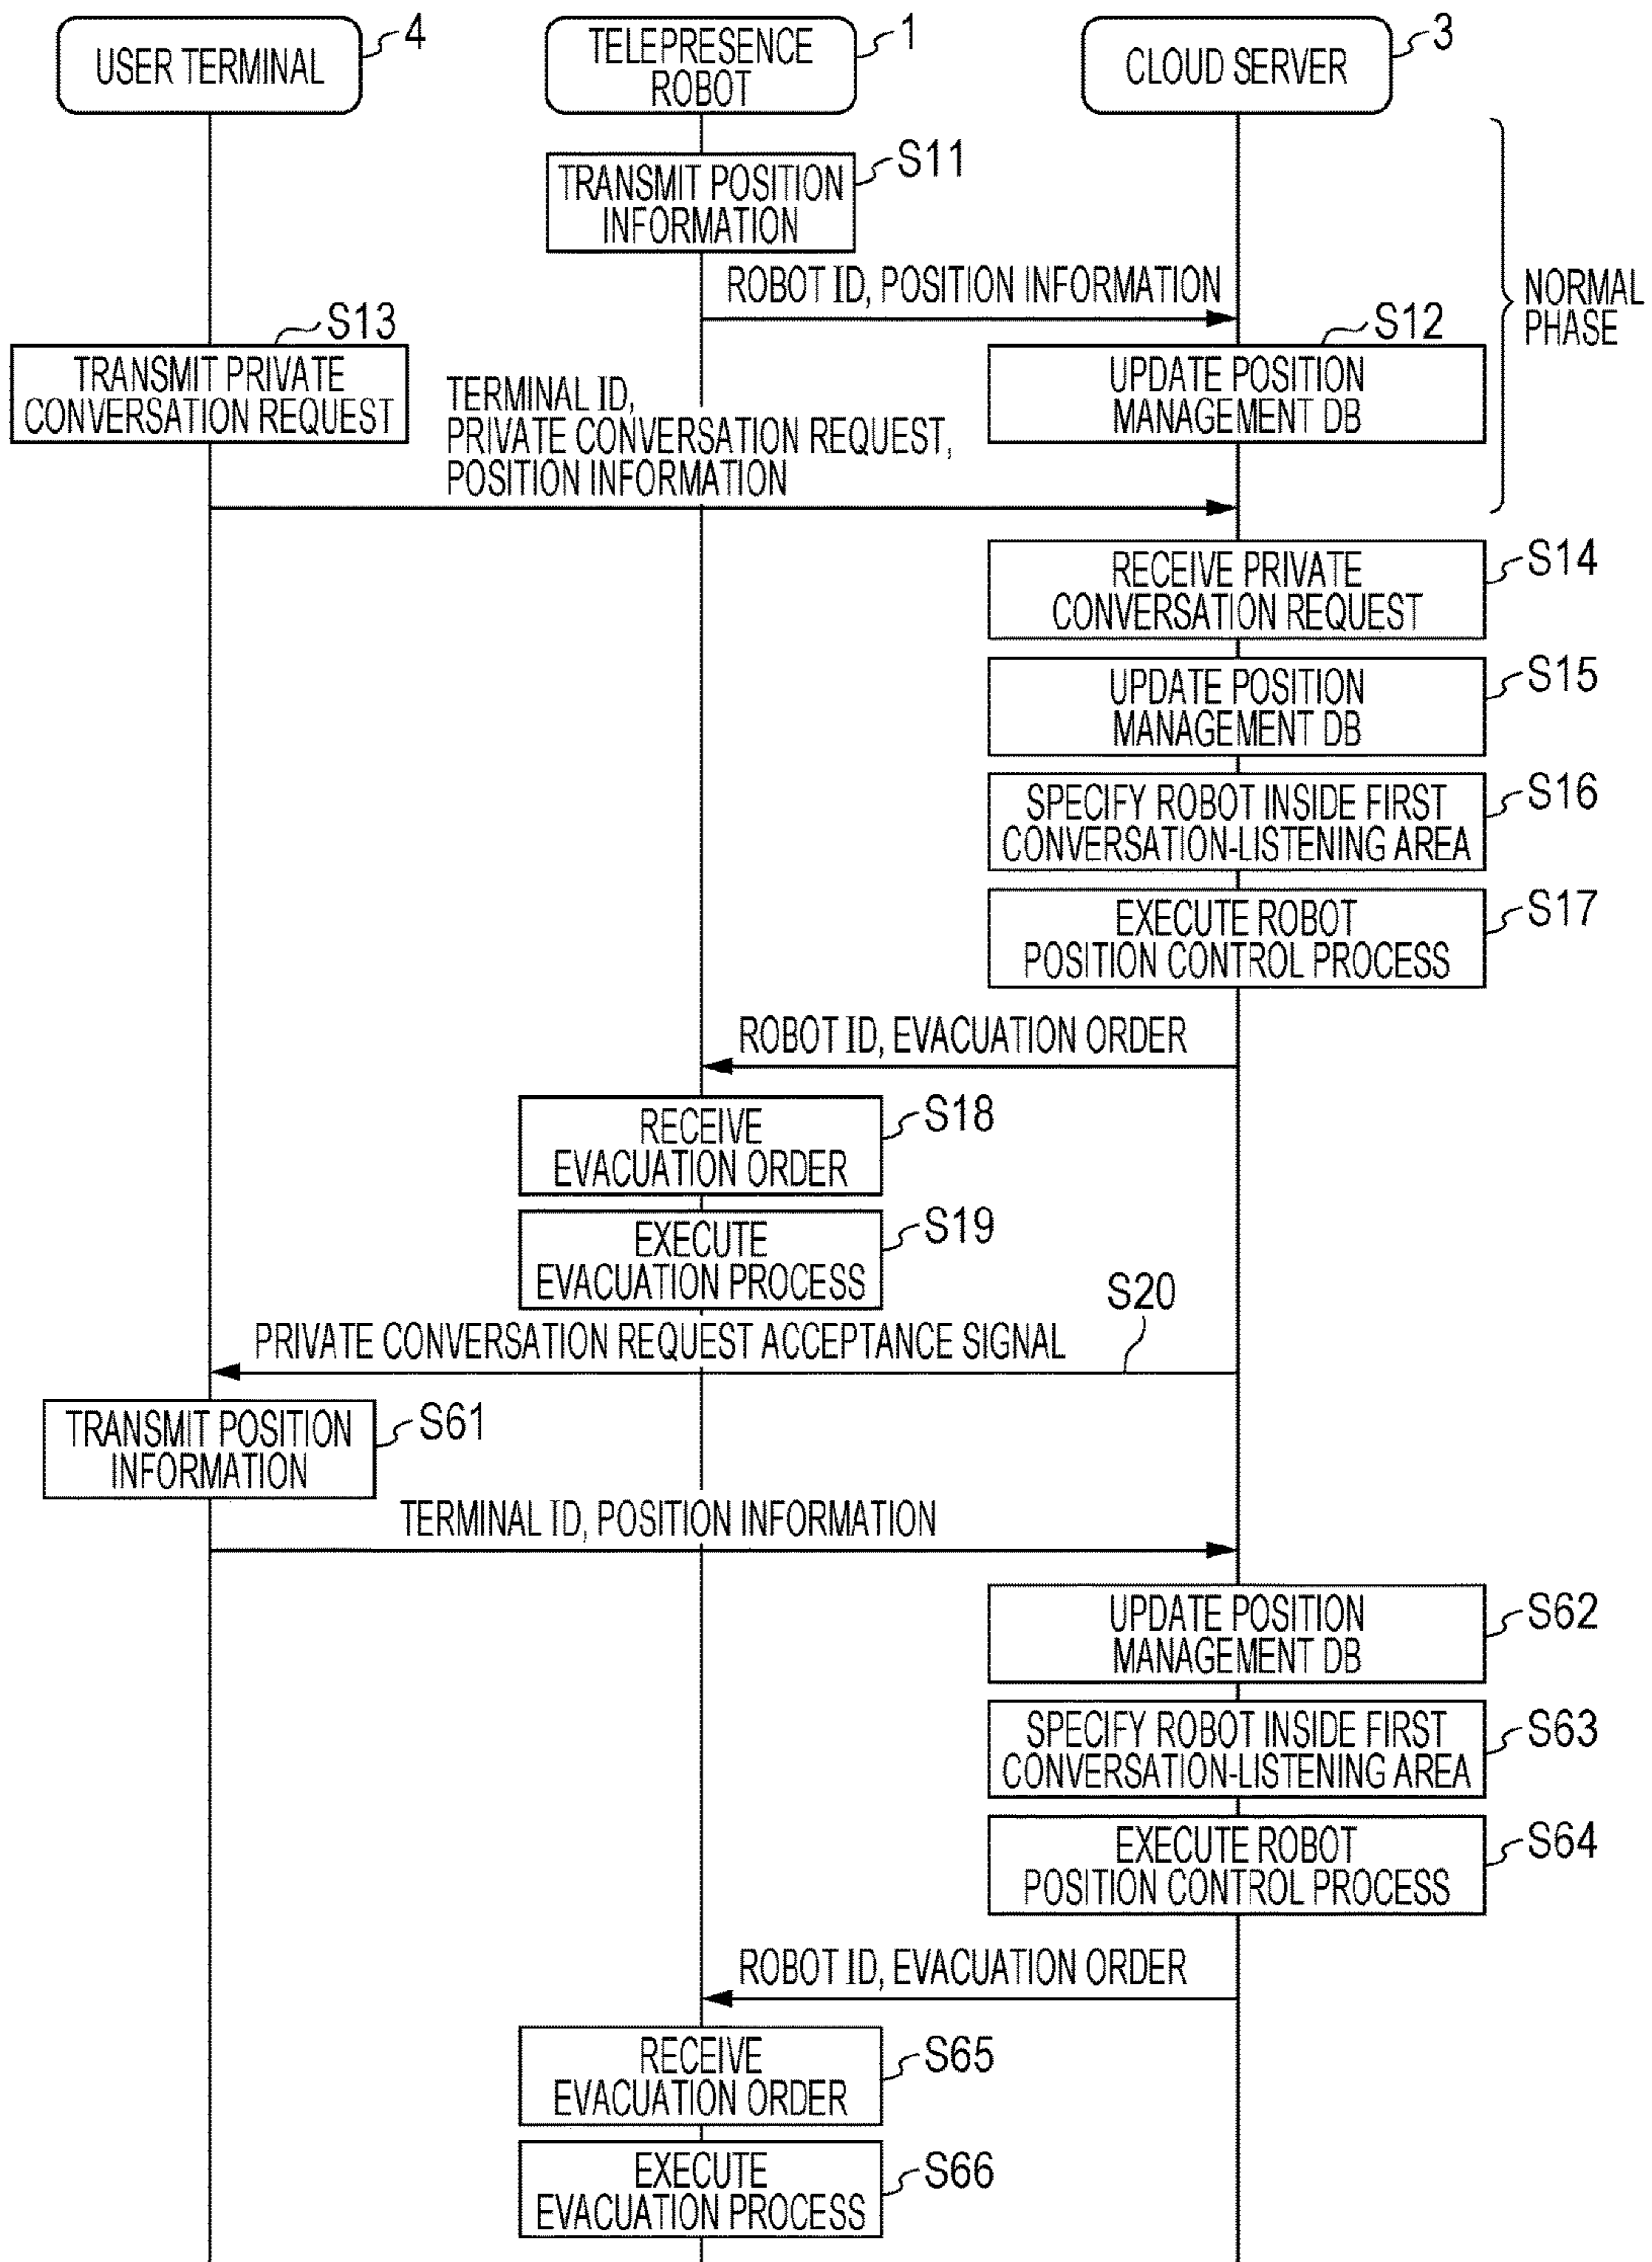 USER TERMINAL
4
TELEPRESENCE
ROBOT
1
CLOUD SERVER
3
TRANSMIT POSITION
INFORMATION
S11
ROBOT ID, POSITION INFORMATION
NORMAL
PHASE
S13
TRANSMIT PRIVATE
CONVERSATION REQUEST
S12
UPDATE POSITION
MANAGEMENT DB
TERMINAL ID,
PRIVATE CONVERSATION REQUEST,
POSITION INFORMATION
RECEIVE PRIVATE
CONVERSATION REQUEST
S14
UPDATE POSITION
MANAGEMENT DB
S15
SPECIFY ROBOT INSIDE FIRST
CONVERSATION-LISTENING AREA
S16
EXECUTE ROBOT
POSITION CONTROL PROCESS
S17
ROBOT ID, EVACUATION ORDER
RECEIVE
EVACUATION ORDER
S18
EXECUTE
EVACUATION PROCESS
S19
S20
PRIVATE CONVERSATION REQUEST ACCEPTANCE SIGNAL
TRANSMIT POSITION
INFORMATION
S61
TERMINAL ID, POSITION INFORMATION
UPDATE POSITION
MANAGEMENT DB
S62
SPECIFY ROBOT INSIDE FIRST
CONVERSATION-LISTENING AREA
S63
EXECUTE ROBOT
POSITION CONTROL PROCESS
S64
ROBOT ID, EVACUATION ORDER
RECEIVE
EVACUATION ORDER
S65
EXECUTE
EVACUATION PROCESS
S66